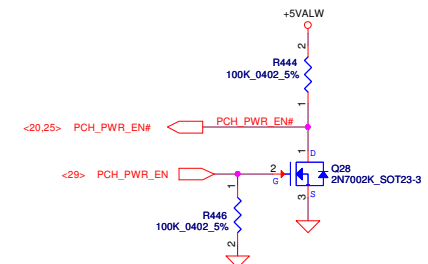 +5VALW
2
R444
100K_0402_5%
1
<20,25> PCH_PWR_EN#
PCH_PWR_EN#
1
D
<29> PCH_PWR_EN
2
G
Q28
2N7002K_SOT23-3
3
S
1
R446
100K_0402_5%
2